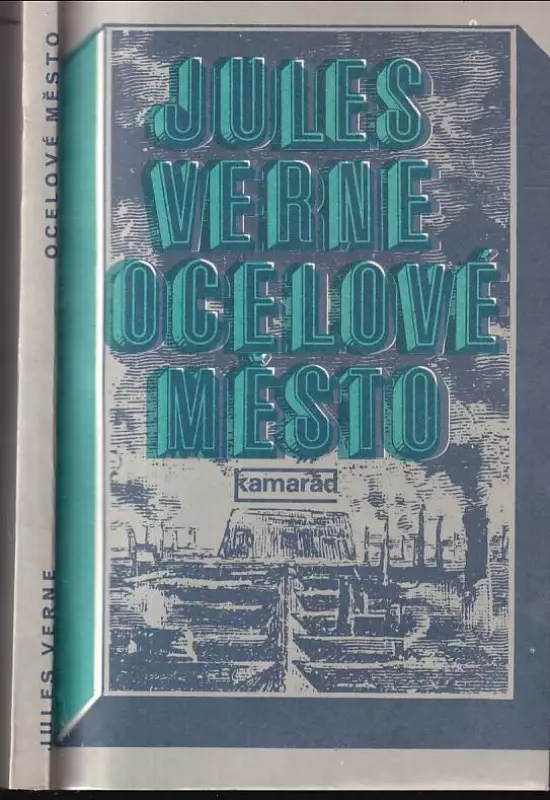 JULES
VERNE
OCELOVÉ
MĚSTO
kamarád
JULES VERNE OCELOVÉ MĚSTO